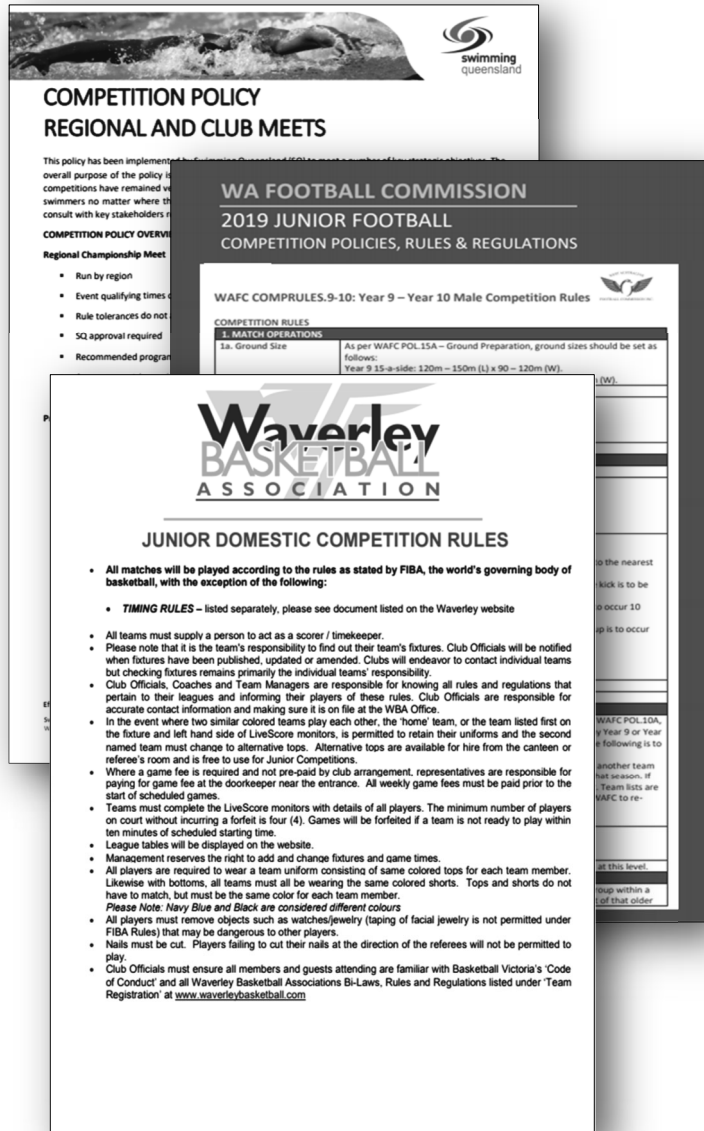 swimming
queensland
COMPETITION POLICY
REGIONAL AND CLUB MEETS
This policy has been implemented by Swimming Queensland (SQ) to meet a number of key strategic objectives. The
overall purpose of the policy is
competitions have remained ve
swimmers no matter where th
consult with key stakeholders r
COMPETITION POLICY OVERVI
Regional Championship Meet
▪ Run by region
▪ Event qualifying times
▪ Rule tolerances do not
▪ SQ approval required
▪ Recommended program
WA FOOTBALL COMMISSION
2019 JUNIOR FOOTBALL
COMPETITION POLICIES, RULES & REGULATIONS
WAFC COMPRULES.9-10: Year 9 – Year 10 Male Competition Rules
COMPETITION RULES
1. MATCH OPERATIONS
1a. Ground Size
As per WAFC POL.15A – Ground Preparation, ground sizes should be set as
follows:
Year 9 15-a-side: 120m – 150m (L) x 90 – 120m (W).
(W).
to the nearest
kick is to be
to occur 10
up is to occur
WAFC POL.10A,
y Year 9 or Year
e following is to
another team
hat season. If
. Team lists are
WAFC to re-
at this level.
roup within a
t of that older
Waverley
BASKETBALL
ASSOCIATION
JUNIOR DOMESTIC COMPETITION RULES
• All matches will be played according to the rules as stated by FIBA, the world's governing body of
basketball, with the exception of the following:
• TIMING RULES – listed separately, please see document listed on the Waverley website
• All teams must supply a person to act as a scorer / timekeeper.
• Please note that it is the team's responsibility to find out their team's fixtures. Club Officials will be notified
when fixtures have been published, updated or amended. Clubs will endeavor to contact individual teams
but checking fixtures remains primarily the individual teams' responsibility.
• Club Officials, Coaches and Team Managers are responsible for knowing all rules and regulations that
pertain to their leagues and informing their players of these rules. Club Officials are responsible for
accurate contact information and making sure it is on file at the WBA Office.
• In the event where two similar colored teams play each other, the 'home' team, or the team listed first on
the fixture and left hand side of LiveScore monitors, is permitted to retain their uniforms and the second
named team must change to alternative tops. Alternative tops are available for hire from the canteen or
referee's room and is free to use for Junior Competitions.
• Where a game fee is required and not pre-paid by club arrangement, representatives are responsible for
paying for game fee at the doorkeeper near the entrance. All weekly game fees must be paid prior to the
start of scheduled games.
• Teams must complete the LiveScore monitors with details of all players. The minimum number of players
on court without incurring a forfeit is four (4). Games will be forfeited if a team is not ready to play within
ten minutes of scheduled starting time.
• League tables will be displayed on the website.
• Management reserves the right to add and change fixtures and game times.
• All players are required to wear a team uniform consisting of same colored tops for each team member.
Likewise with bottoms, all teams must all be wearing the same colored shorts. Tops and shorts do not
have to match, but must be the same color for each team member.
Please Note: Navy Blue and Black are considered different colours
• All players must remove objects such as watches/jewelry (taping of facial jewelry is not permitted under
FIBA Rules) that may be dangerous to other players.
• Nails must be cut. Players failing to cut their nails at the direction of the referees will not be permitted to
play.
• Club Officials must ensure all members and guests attending are familiar with Basketball Victoria's 'Code
of Conduct' and all Waverley Basketball Associations Bi-Laws, Rules and Regulations listed under 'Team
Registration' at www.waverleybasketball.com